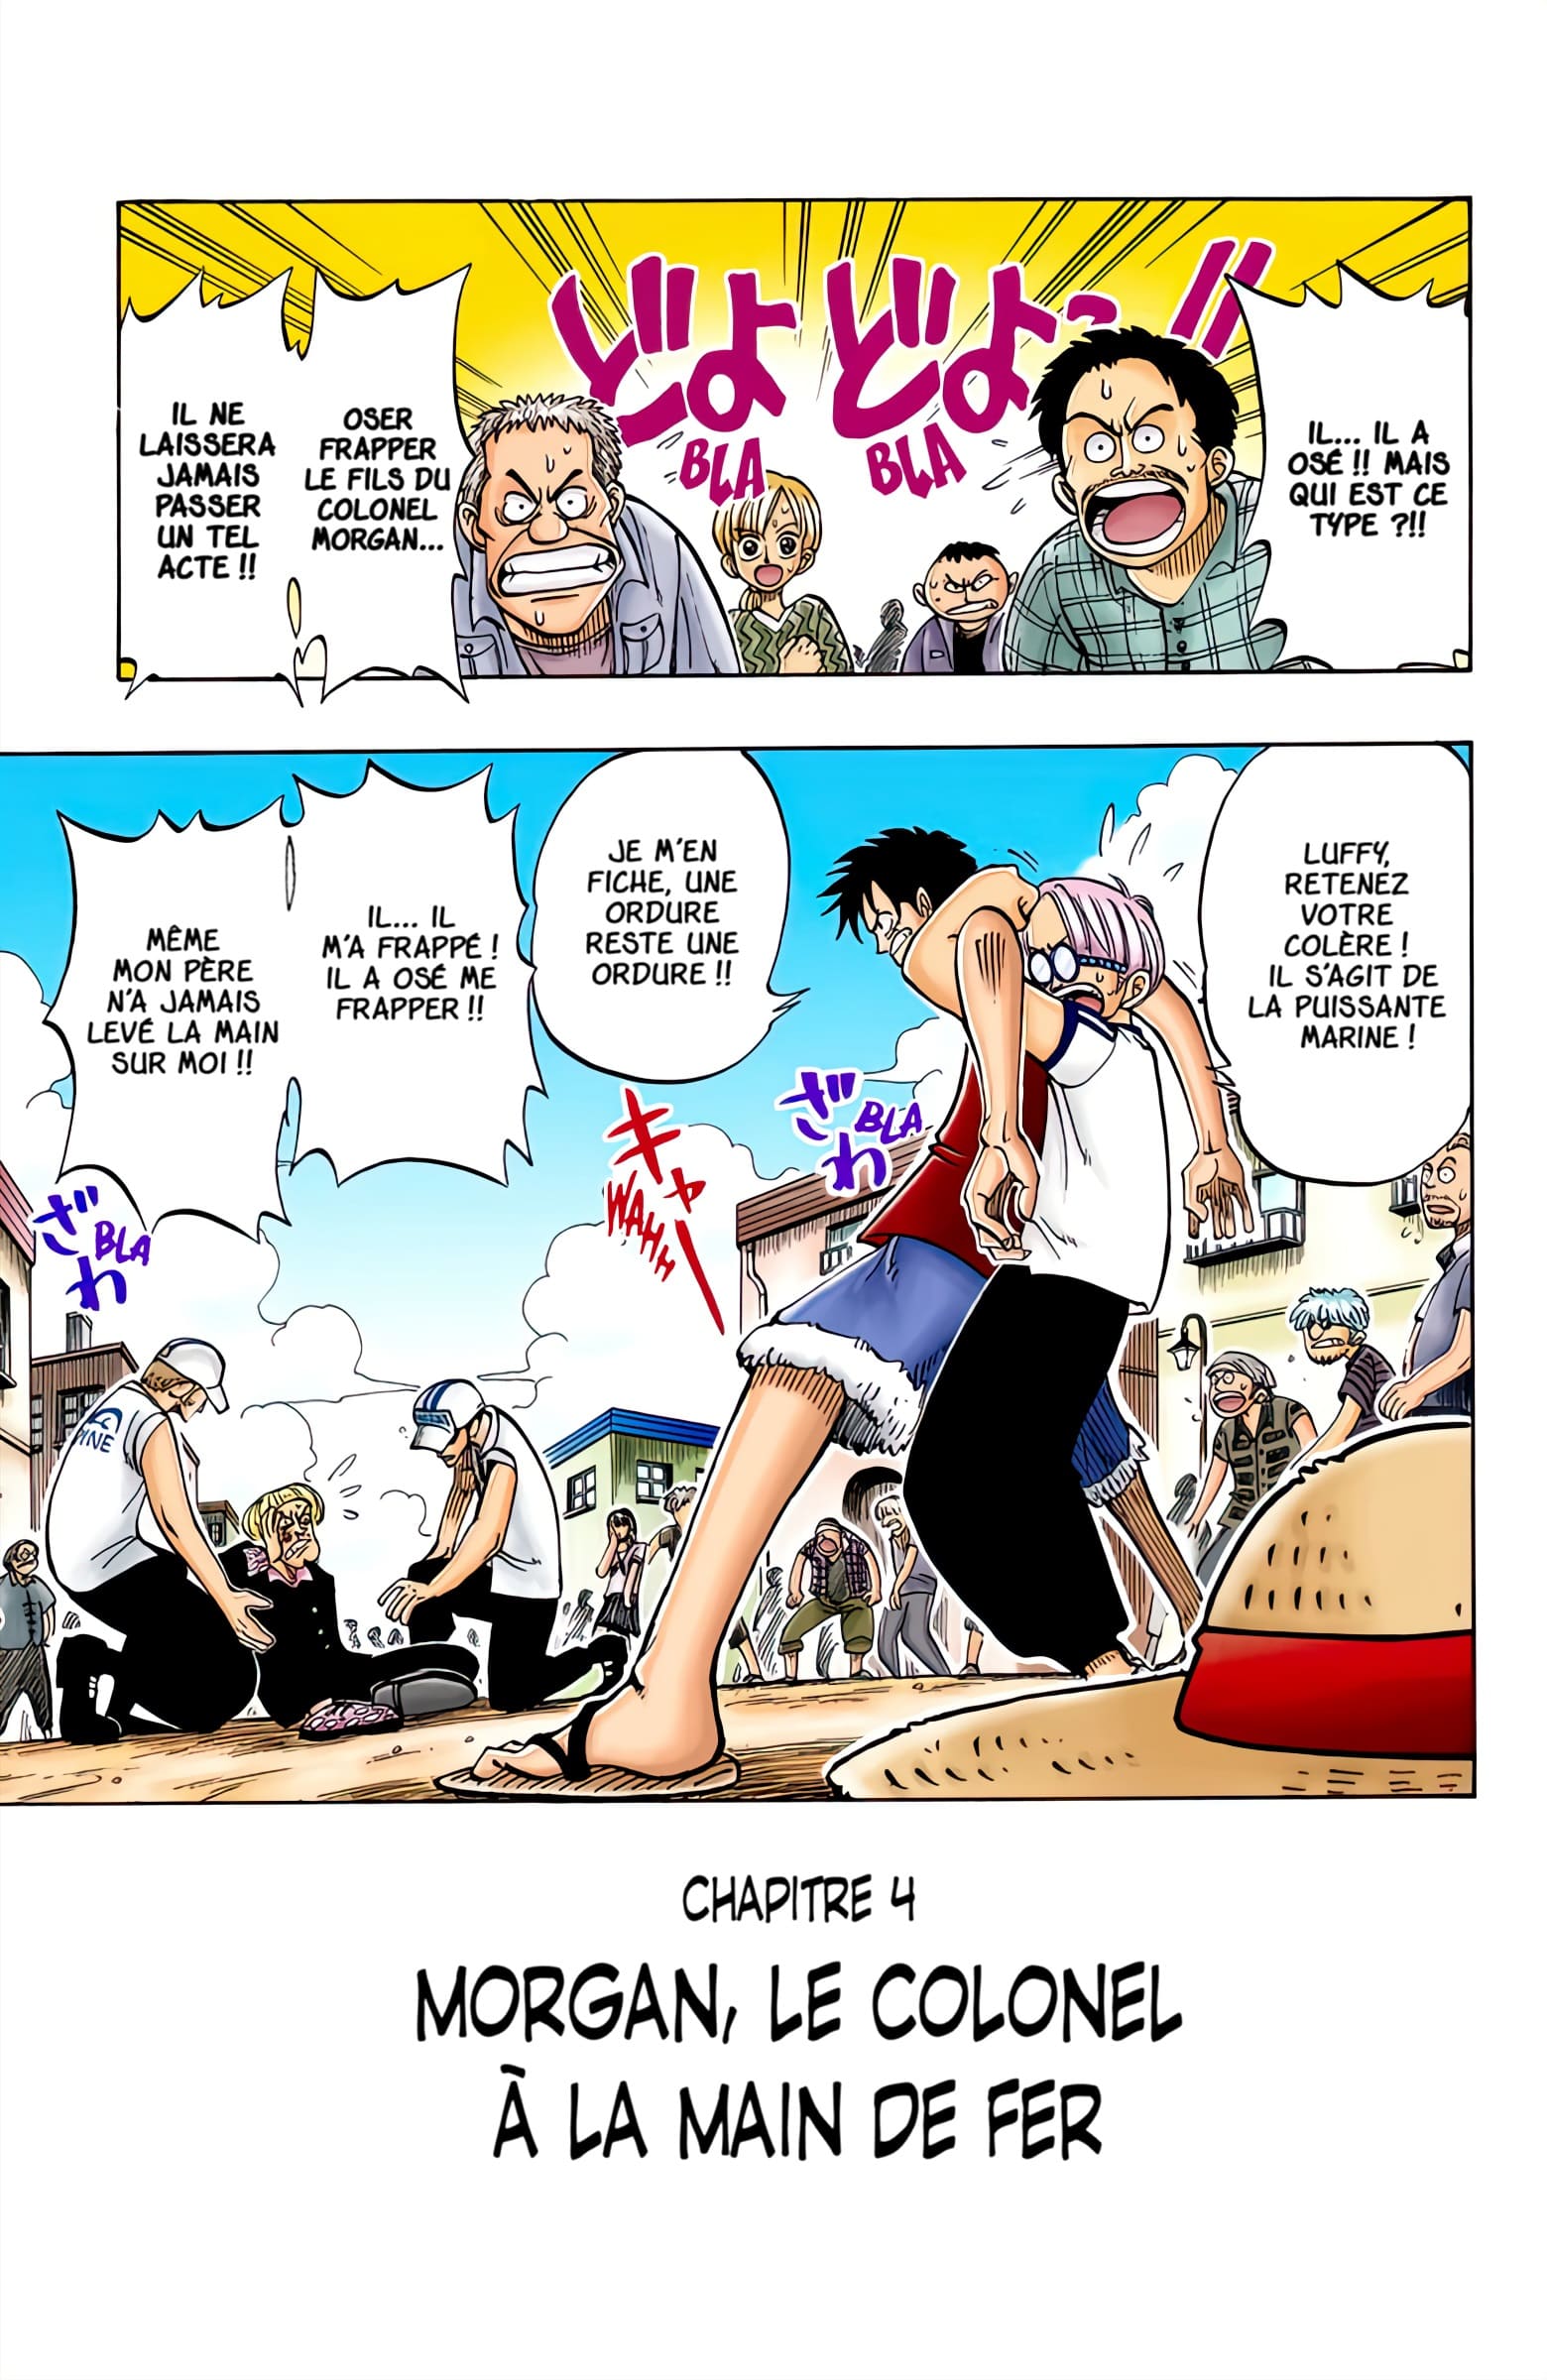 IL... IL A
OSÉ !! MAIS
QUI EST CE
TYPE ?!!
どよどよっ!!
BLA
BLA
OSER
FRAPPER
LE FILS DU
COLONEL
MORGAN...
IL NE
LAISSERA
JAMAIS
PASSER
UN TEL
ACTE !!
LUFFY,
RETENEZ
VOTRE
COLÈRE !
IL S'AGIT DE
LA PUISSANTE
MARINE !
JE M'EN
FICHE, UNE
ORDURE
RESTE UNE
ORDURE !!
IL... IL
M'A FRAPPÉ !
IL A OSÉ ME
FRAPPER !!
MÊME
MON PÈRE
N'A JAMAIS
LEVÉ LA MAIN
SUR MOI !!
ざわ
BLA
キャー
WAHHH
ざわ
BLA
CHAPITRE 4
MORGAN, LE COLONEL
À LA MAIN DE FER